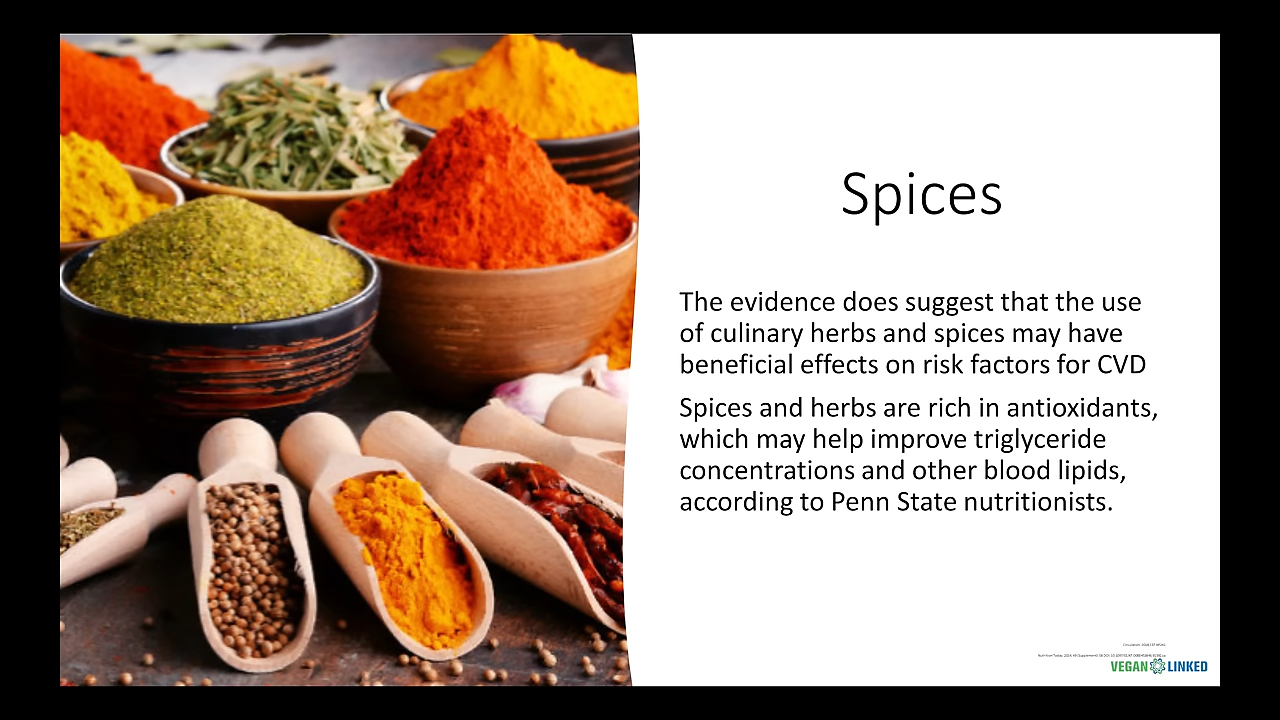 Spices
The evidence does suggest that the use
of culinary herbs and spices may have
beneficial effects on risk factors for CVD
Spices and herbs are rich in antioxidants,
which may help improve triglyceride
concentrations and other blood lipids,
according to Penn State nutritionists.
VEGAN LINKED